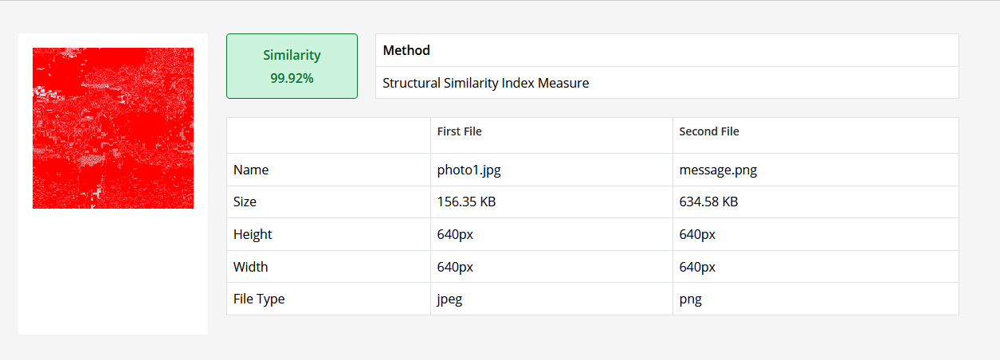 Similarity
99.92%
Method
Structural Similarity Index Measure
First File Second File
Name photo1.jpg message.png
Size 156.35 KB 634.58 KB
Height 640px 640px
Width 640px 640px
File Type jpeg png